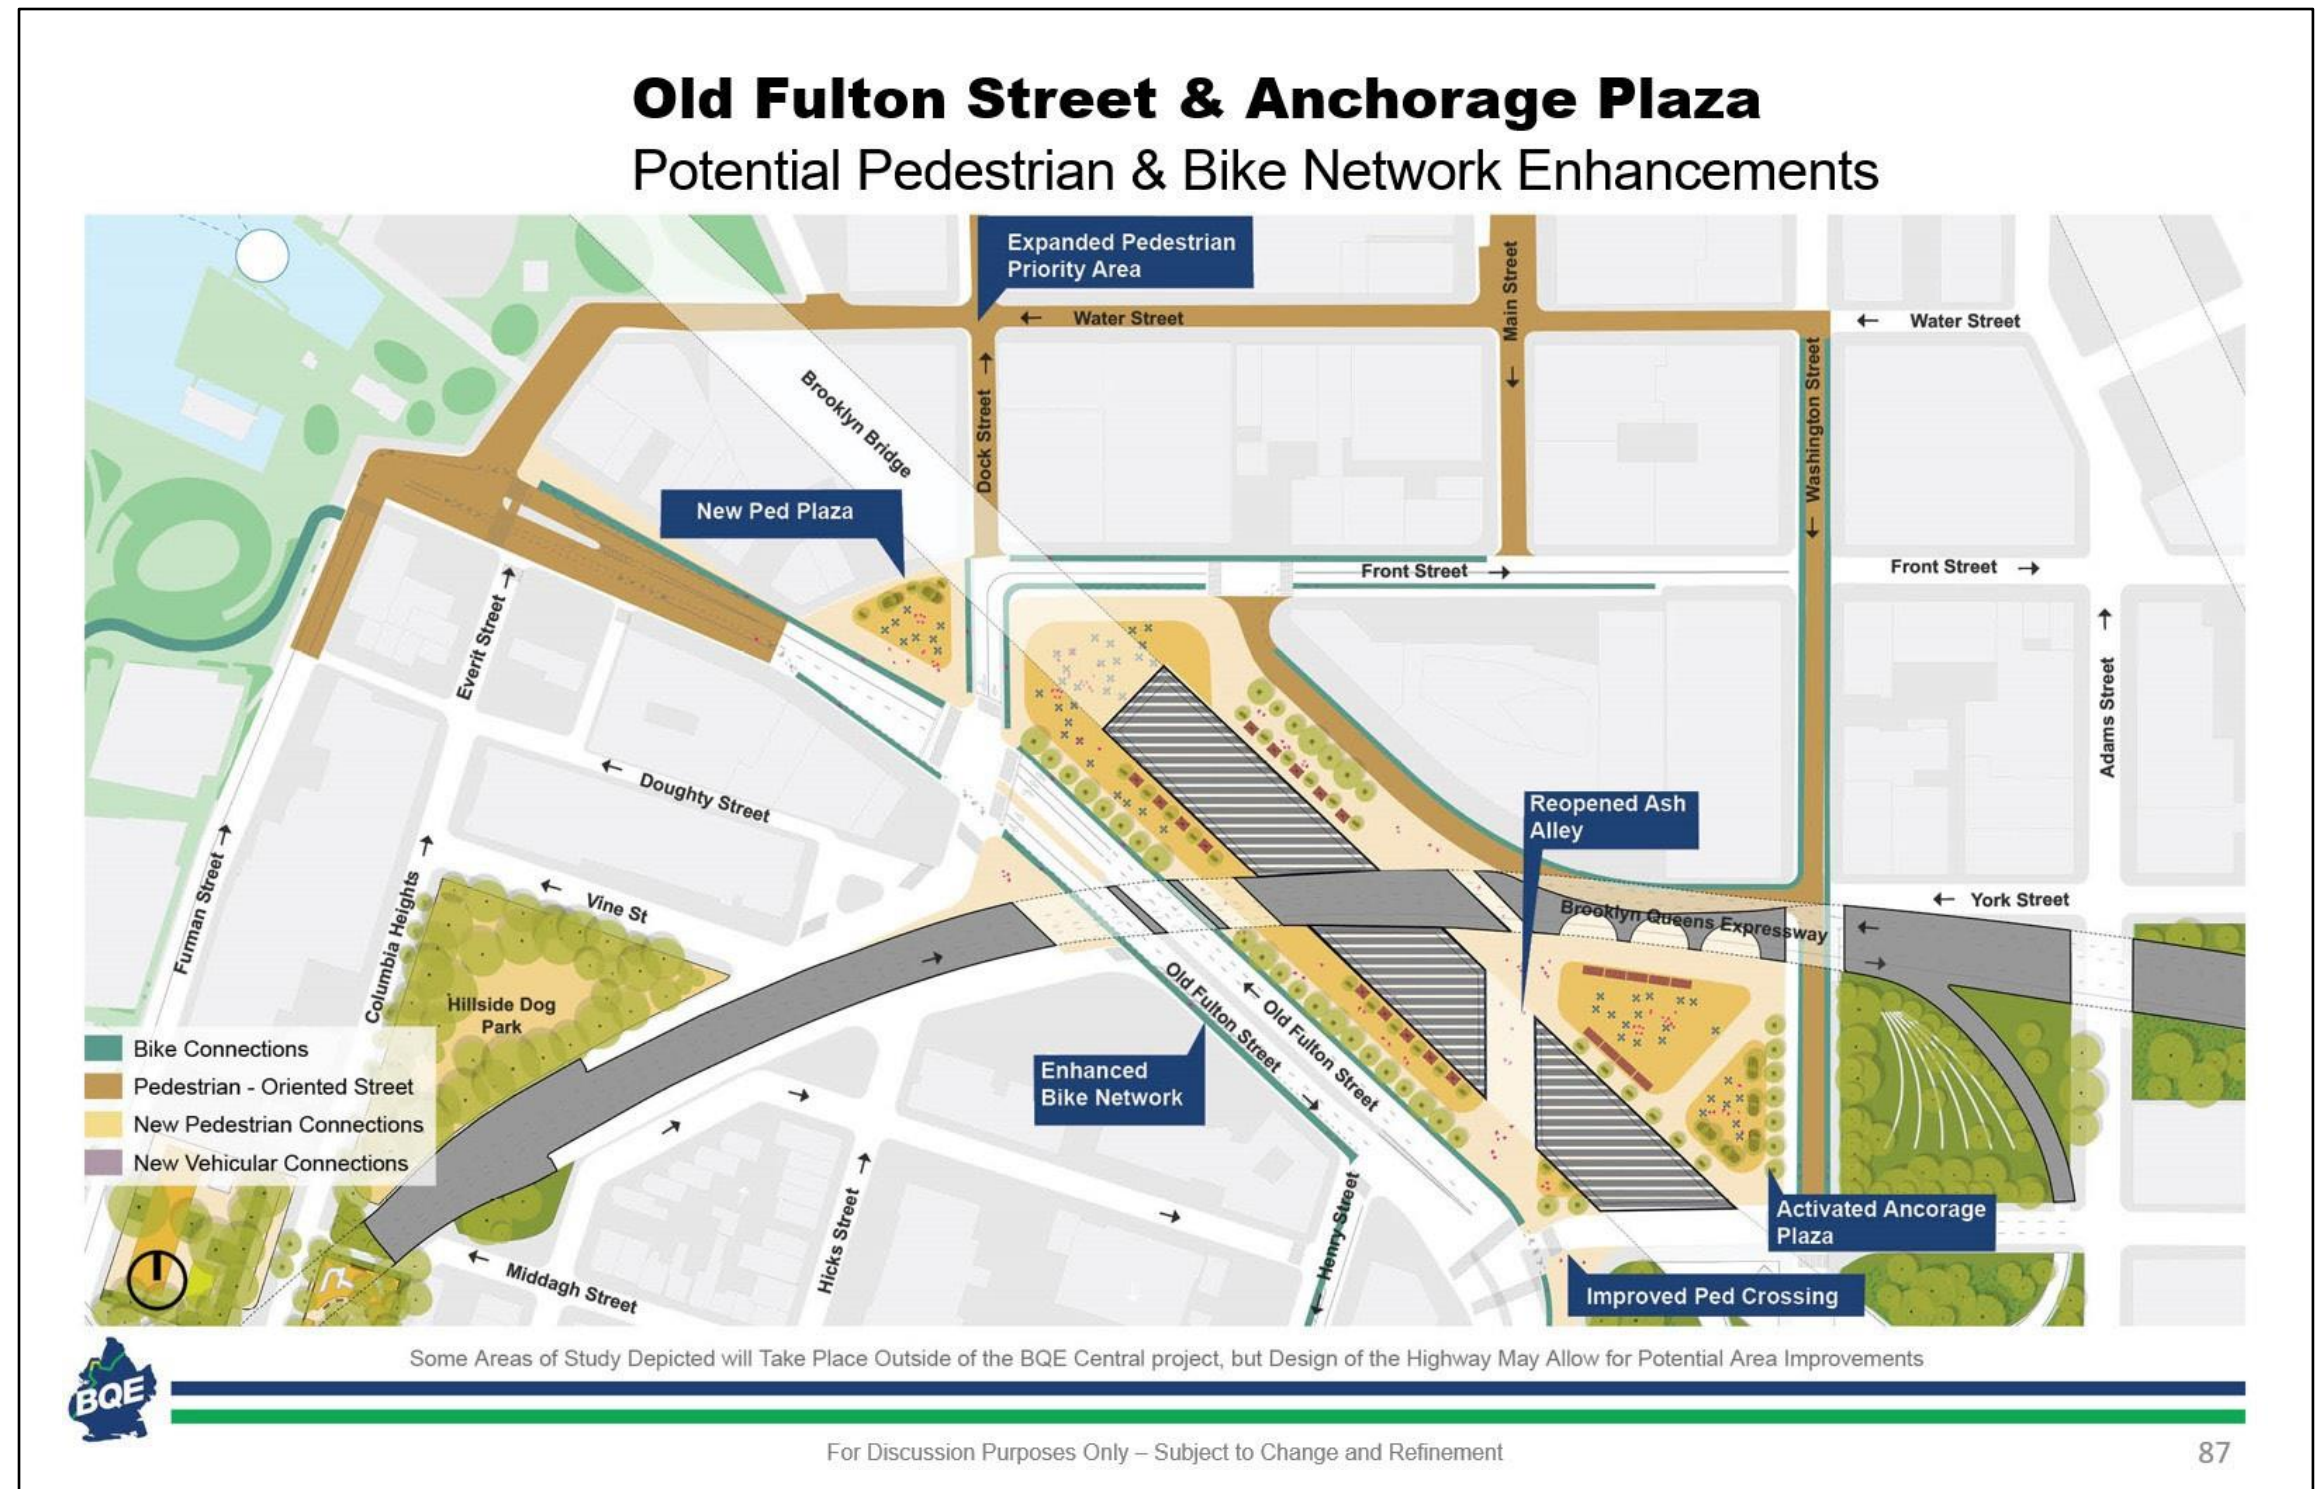 Old Fulton Street & Anchorage Plaza
Potential Pedestrian & Bike Network Enhancements
Expanded Pedestrian
Priority Area
← Water Street
Main Street
←
← Water Street
Brooklyn Bridge
Dock Street →
Washington Street
←
New Ped Plaza
Front Street →
Front Street →
Everit Street →
Adams Street →
← Doughty Street
Reopened Ash
Alley
Furman Street →
Columbia Heights →
← Vine St
Brooklyn Queens Expressway
← York Street
Hillside Dog
Park
Old Fulton Street →
← Old Fulton Street
Enhanced
Bike Network
Bike Connections
Pedestrian - Oriented Street
New Pedestrian Connections
New Vehicular Connections
Hicks Street →
← Henry Street
Activated Ancorage
Plaza
← Middagh Street
Improved Ped Crossing
Some Areas of Study Depicted will Take Place Outside of the BQE Central project, but Design of the Highway May Allow for Potential Area Improvements
BQE
For Discussion Purposes Only – Subject to Change and Refinement
87